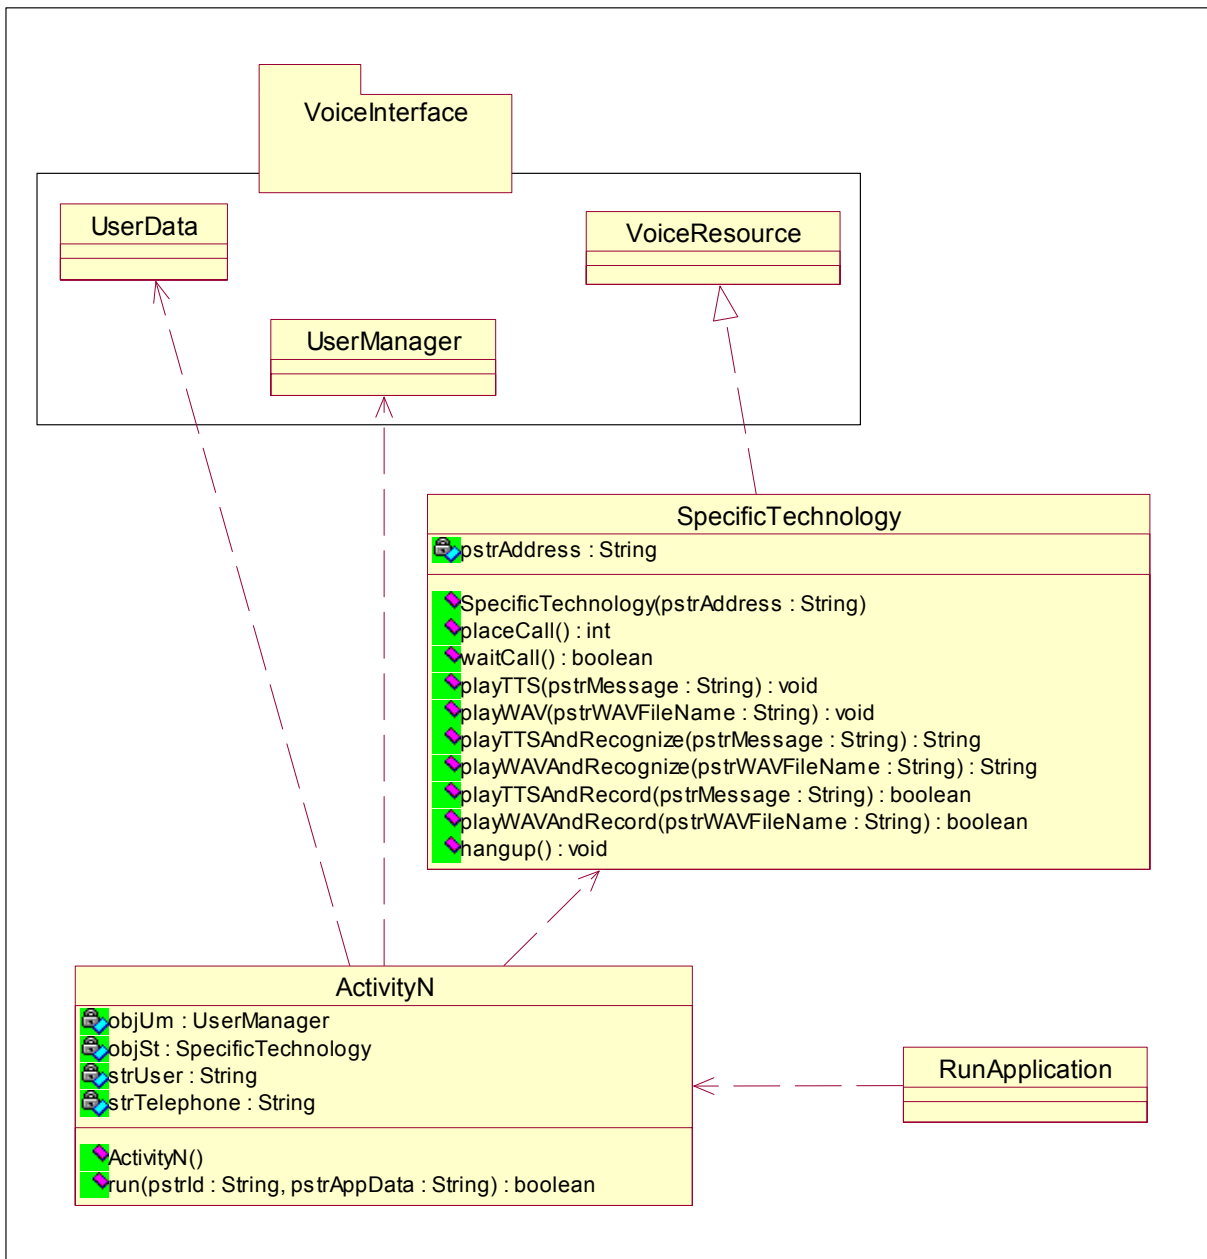 VoiceInterface
UserData
VoiceResource
UserManager
SpecificTechnology
pstrAddress : String
SpecificTechnology(pstrAddress : String)
placeCall() : int
waitCall() : boolean
playTTS(pstrMessage : String) : void
playWAV(pstrWAVFileName : String) : void
playTTSAndRecognize(pstrMessage : String) : String
playWAVAndRecognize(pstrWAVFileName : String) : String
playTTSAndRecord(pstrMessage : String) : boolean
playWAVAndRecord(pstrWAVFileName : String) : boolean
hangup() : void
ActivityN
objUm : UserManager
objSt : SpecificTechnology
strUser : String
strTelephone : String
ActivityN()
run(pstrId : String, pstrAppData : String) : boolean
RunApplication